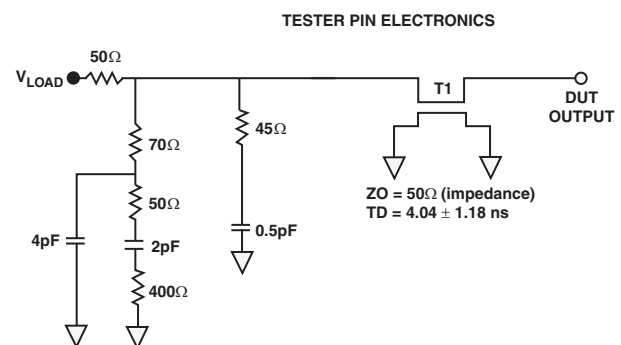 TESTER PIN ELECTRONICS
50Ω
VLOAD
T1
DUT
OUTPUT
45Ω
70Ω
50Ω
ZO = 50Ω (impedance)
TD = 4.04 ± 1.18 ns
4pF
2pF
0.5pF
400Ω